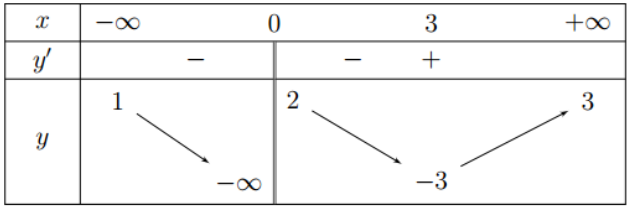 x −∞ 0 3 +∞
y′ − − +
1 2 3
y
−∞ −3